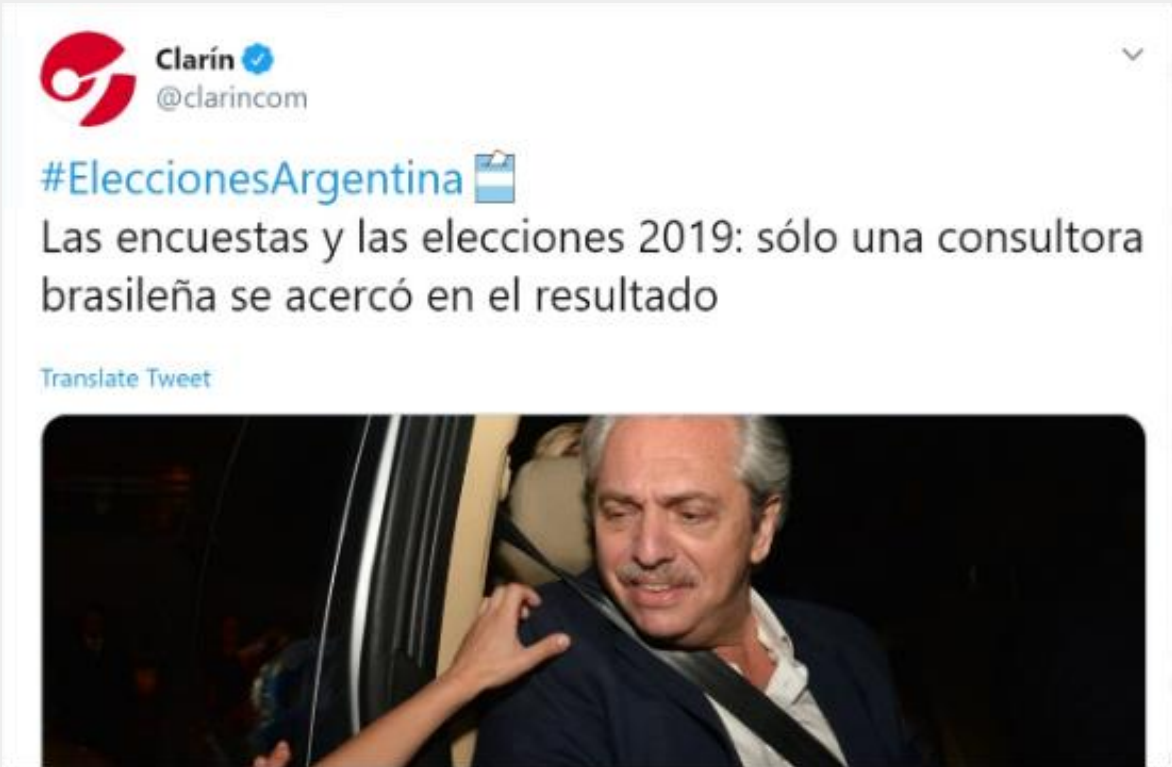 Clarín
@clarincom
#EleccionesArgentina
Las encuestas y las elecciones 2019: sólo una consultora
brasileña se acercó en el resultado
Translate Tweet